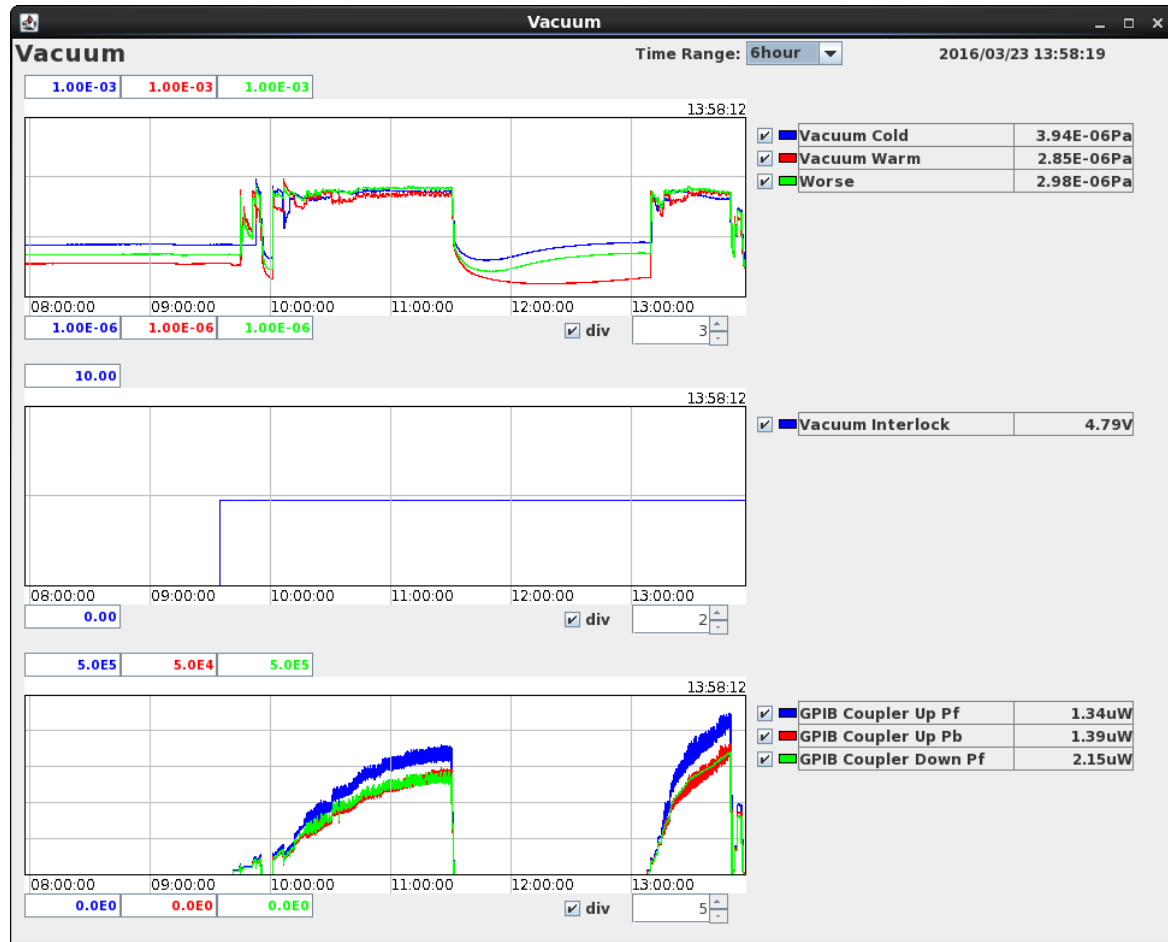 Vacuum
Vacuum Time Range: 6hour 2016/03/23 13:58:19
1.00E-03 1.00E-03 1.00E-03
13:58:12
Vacuum Cold 3.94E-06Pa
Vacuum Warm 2.85E-06Pa
Worse 2.98E-06Pa
08:00:00 09:00:00 10:00:00 11:00:00 12:00:00 13:00:00
1.00E-06 1.00E-06 1.00E-06 div 3
10.00
13:58:12
Vacuum Interlock 4.79V
08:00:00 09:00:00 10:00:00 11:00:00 12:00:00 13:00:00
0.00 div 2
5.0E5 5.0E4 5.0E5
13:58:12
GPIB Coupler Up Pf 1.34uW
GPIB Coupler Up Pb 1.39uW
GPIB Coupler Down Pf 2.15uW
08:00:00 09:00:00 10:00:00 11:00:00 12:00:00 13:00:00
0.0E0 0.0E0 0.0E0 div 5